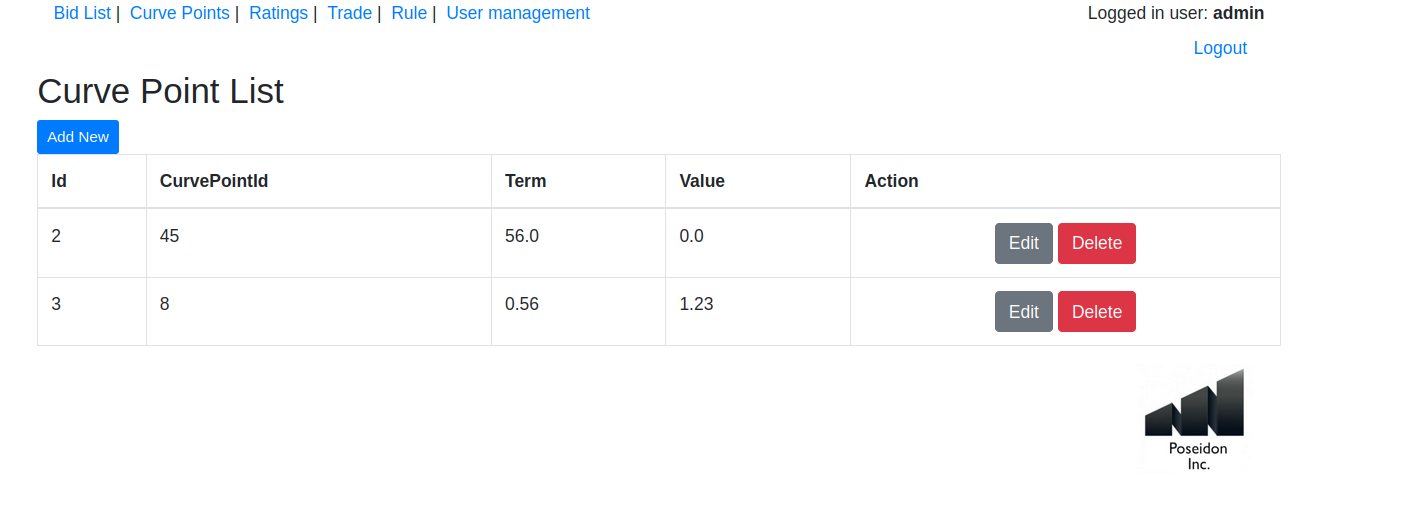 Bid List | Curve Points | Ratings | Trade | Rule | User management Logged in user: admin
Logout
Curve Point List
Add New
Id CurvePointId Term Value Action
2 45 56.0 0.0 Edit Delete
3 8 0.56 1.23 Edit Delete
Poseidon
Inc.